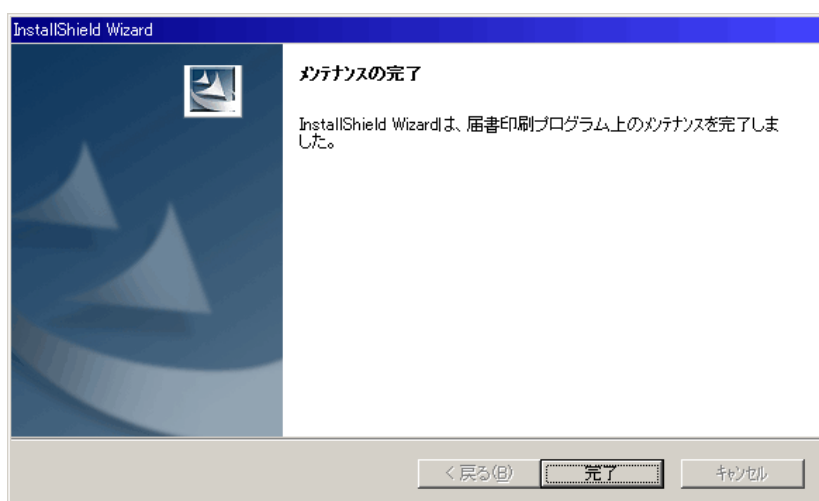 InstallShield Wizard
メンテナンスの完了
InstallShield Wizardは、届書印刷プログラム上のメンテナンスを完了しま
した。
< 戻る(B)
完了
キャンセル